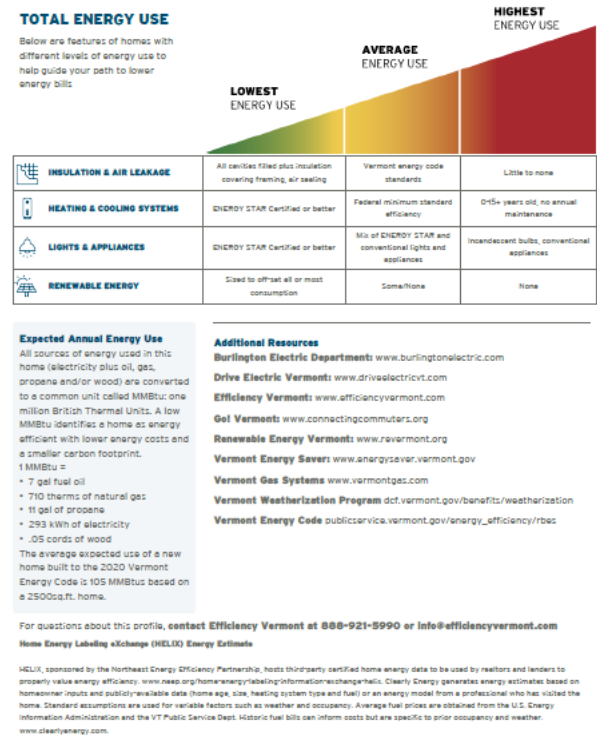 TOTAL ENERGY USE
Below are features of homes with
different levels of energy use to
help guide your path to lower
energy bills
LOWEST
ENERGY USE
AVERAGE
ENERGY USE
HIGHEST
ENERGY USE
INSULATION & AIR LEAKAGE
All cavities filled plus insulation
covering framing, air sealing
Vermont energy code
standards
Little to none
HEATING & COOLING SYSTEMS
ENERGY STAR Certified or better
Federal minimum standard
efficiency
0-15+ years old, no annual
maintenance
LIGHTS & APPLIANCES
ENERGY STAR Certified or better
Mix of ENERGY STAR and
conventional lights and
appliances
Incandescent bulbs, conventional
appliances
RENEWABLE ENERGY
Sized to off-set all or most
consumption
Some/None
None
Expected Annual Energy Use
All sources of energy used in this
home (electricity plus oil, gas,
propane and/or wood) are converted
to a common unit called MMBtu: one
million British Thermal Units. A low
MMBtu identifies a home as energy
efficient with lower energy costs and
a smaller carbon footprint.
1 MMBtu =
• 7 gal fuel oil
• 710 therms of natural gas
• 11 gal of propane
• 293 kWh of electricity
• .05 cords of wood
The average expected use of a new
home built to the 2020 Vermont
Energy Code is 105 MMBtus based on
a 2500sq.ft. home.
Additional Resources
Burlington Electric Department: www.burlingtonelectric.com
Drive Electric Vermont: www.driveelectricvt.com
Efficiency Vermont: www.efficiencyvermont.com
Go! Vermont: www.connectingcommuters.org
Renewable Energy Vermont: www.revermont.org
Vermont Energy Saver: www.energysaver.vermont.gov
Vermont Gas Systems www.vermontgas.com
Vermont Weatherization Program dcf.vermont.gov/benefits/weatherization
Vermont Energy Code publicservice.vermont.gov/energy_efficiency/rbes
For questions about this profile, contact Efficiency Vermont at 888-921-5990 or info@efficiencyvermont.com
Home Energy Labeling eXchange (HELIX) Energy Estimate
HELIX, sponsored by the Northeast Energy Efficiency Partnership, hosts third-party certified home energy data to be used by realtors and lenders to
properly value energy efficiency. www.neep.org/home-energy-labeling-information-exchange-helix. Clearly Energy generates energy estimates based on
homeowner inputs and publicly-available data (home age, size, heating system type and fuel) or an energy model from a professional who has visited the
home. Standard assumptions are used for variable factors such as weather and occupancy. Average fuel prices are obtained from the U.S. Energy
Information Administration and the VT Public Service Dept. Historic fuel bills can inform costs but are specific to prior occupancy and weather.
www.clearlyenergy.com.